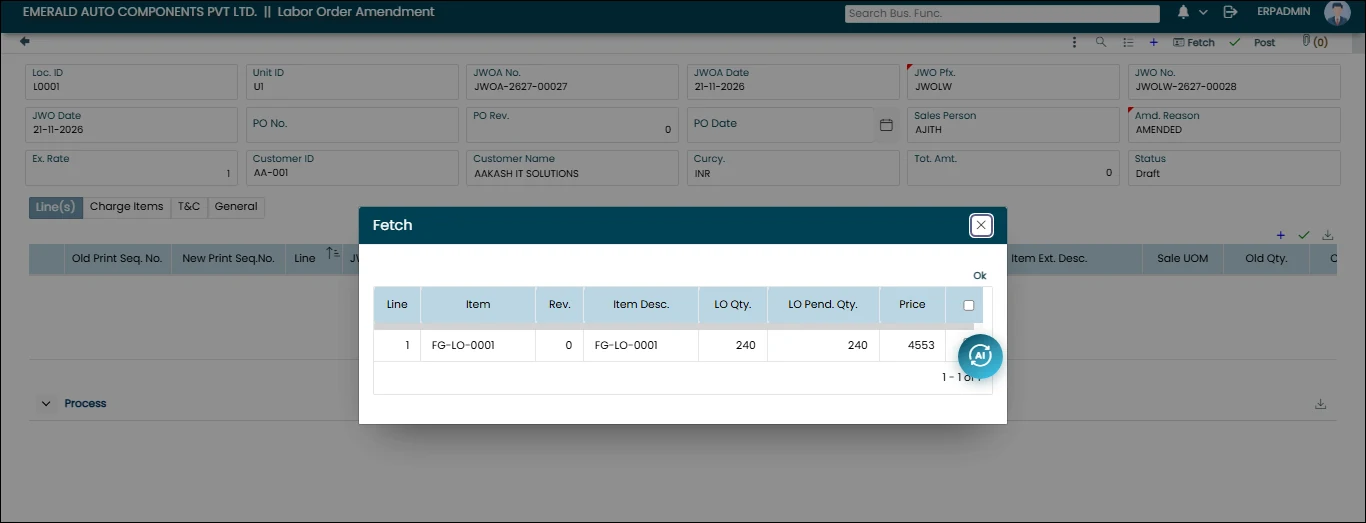 EMERALD AUTO COMPONENTS PVT LTD. || Labor Order Amendment
Search Bus. Func.
ERPADMIN
Fetch
Post
(0)
Loc. ID
L0001
Unit ID
U1
JWOA No.
JWOA-2627-00027
JWOA Date
21-11-2026
JWO Pfx.
JWOLW
JWO No.
JWOLW-2627-00028
JWO Date
21-11-2026
PO No.
PO Rev.
0
PO Date
Sales Person
AJITH
Amd. Reason
AMENDED
Ex. Rate
1
Customer ID
AA-001
Customer Name
AAKASH IT SOLUTIONS
Curcy.
INR
Tot. Amt.
0
Status
Draft
Line(s) Charge Items T&C General
Old Print Seq. No. New Print Seq.No. Line Item Ext. Desc. Sale UOM Old Qty.
Fetch
Ok
Line Item Rev. Item Desc. LO Qty. LO Pend. Qty. Price
1 FG-LO-0001 0 FG-LO-0001 240 240 4553
AI
1 - 1 of 1
Process